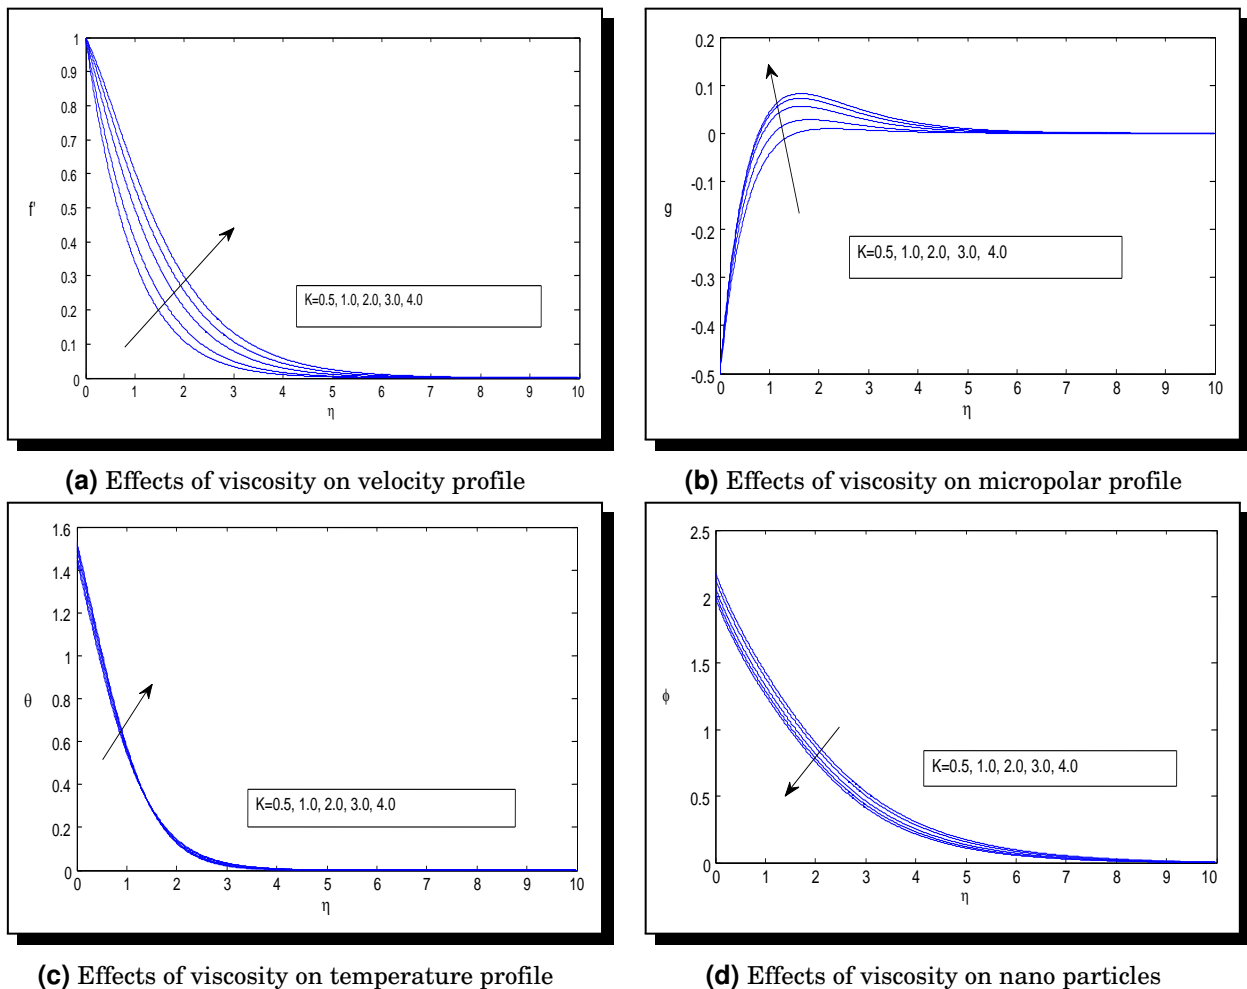 1
0.9
0.8
0.7
0.6
0.5
0.4
0.3
0.2
0.1
0
f'
K=0.5, 1.0, 2.0, 3.0, 4.0
0 1 2 3 4 5 6 7 8 9 10
η
(a) Effects of viscosity on velocity profile
0.2
0.1
0
-0.1
-0.2
-0.3
-0.4
-0.5
g
K=0.5, 1.0, 2.0, 3.0, 4.0
0 1 2 3 4 5 6 7 8 9 10
η
(b) Effects of viscosity on micropolar profile
1.6
1.4
1.2
1
0.8
0.6
0.4
0.2
0
θ
K=0.5, 1.0, 2.0, 3.0, 4.0
0 1 2 3 4 5 6 7 8 9 10
η
(c) Effects of viscosity on temperature profile
2.5
2
1.5
1
0.5
0
ϕ
K=0.5, 1.0, 2.0, 3.0, 4.0
0 1 2 3 4 5 6 7 8 9 10
η
(d) Effects of viscosity on nano particles